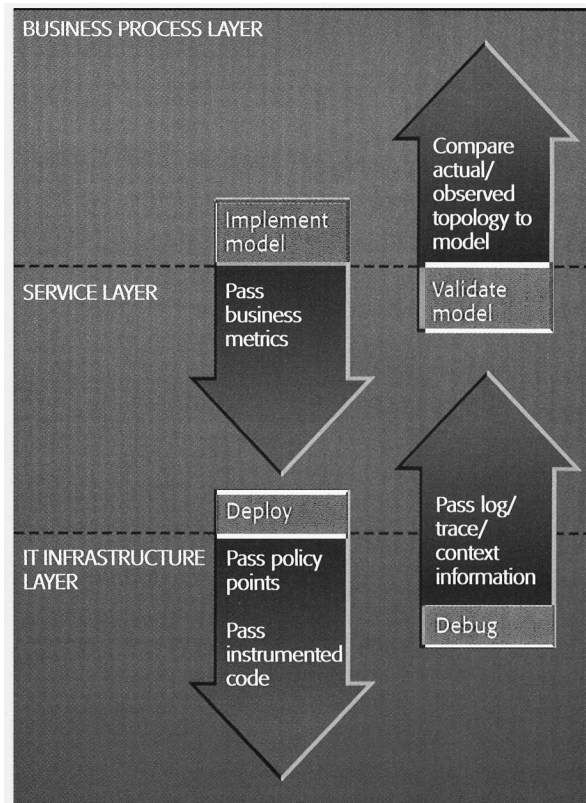 BUSINESS PROCESS LAYER
Compare
actual/
observed
topology to
model
Implement
model
SERVICE LAYER
Pass
business
metrics
Validate
model
Deploy
Pass log/
trace/
context
information
IT INFRASTRUCTURE
LAYER
Pass policy
points
Pass
instrumented
code
Debug